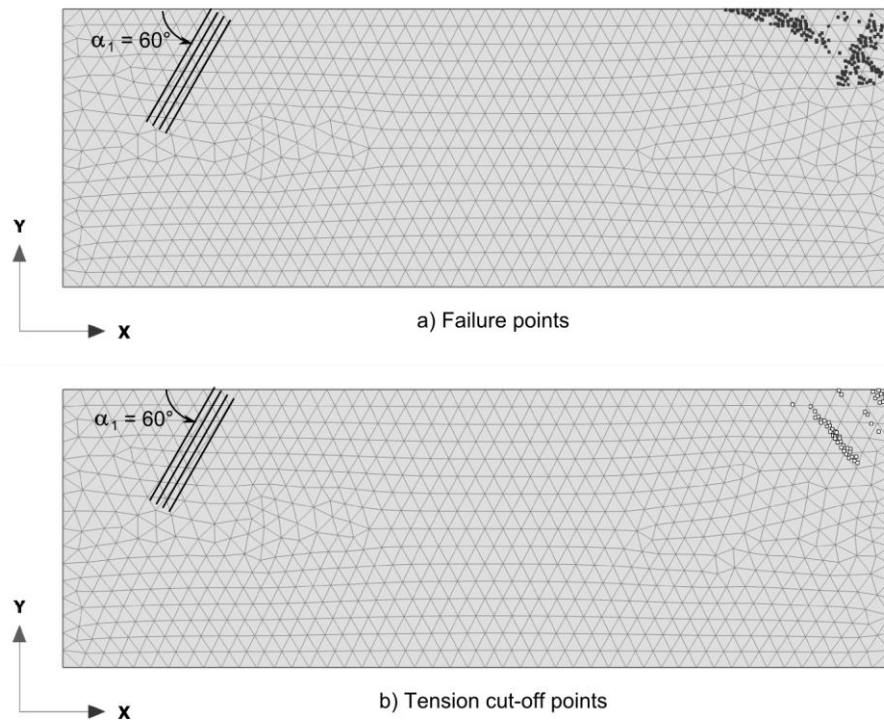 α₁ = 60°
Y
X
a) Failure points
α₁ = 60°
Y
X
b) Tension cut-off points